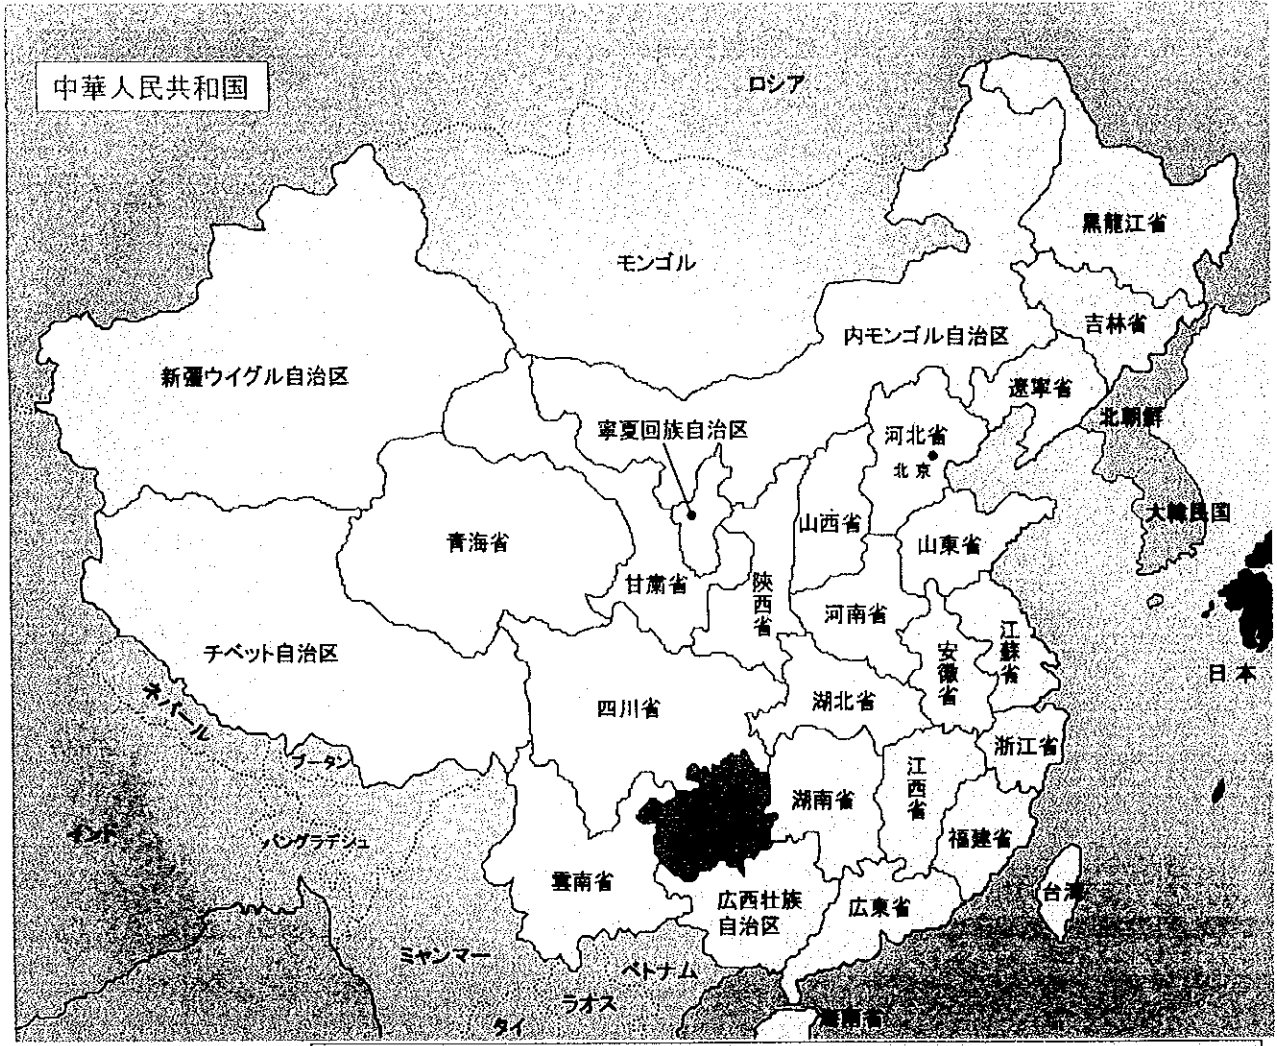 中華人民共和国
ロシア
黒龍江省
モンゴル
吉林省
内モンゴル自治区
新疆ウイグル自治区
遼寧省
北朝鮮
寧夏回族自治区
河北省
北京
大韓民国
山西省
青海省
山東省
甘粛省
陝西省
河南省
江蘇省
安徽省
チベット自治区
日本
ネパール
四川省
湖北省
浙江省
ブータン
江西省
湖南省
インド
バングラデシュ
福建省
雲南省
台湾
広西壮族
自治区
広東省
ミャンマー
ベトナム
ラオス
海南省
タイ